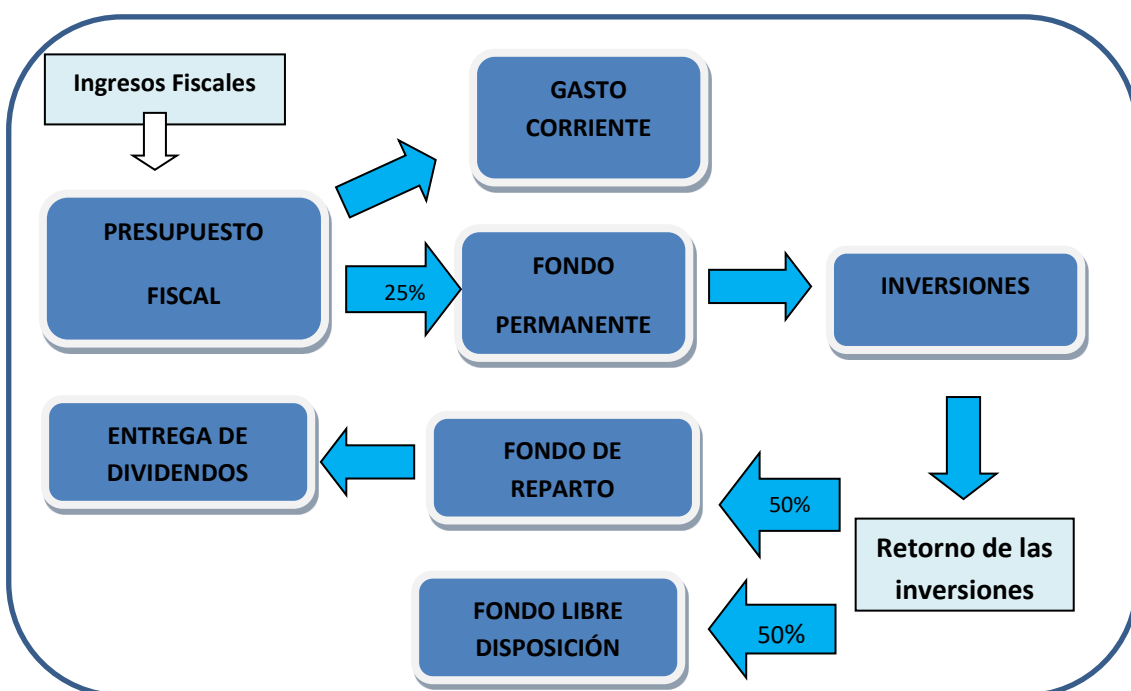 Ingresos Fiscales
GASTO
CORRIENTE
PRESUPUESTO
FISCAL
25%
FONDO
PERMANENTE
INVERSIONES
ENTREGA DE
DIVIDENDOS
FONDO DE
REPARTO
50%
Retorno de las
inversiones
FONDO LIBRE
DISPOSICIÓN
50%